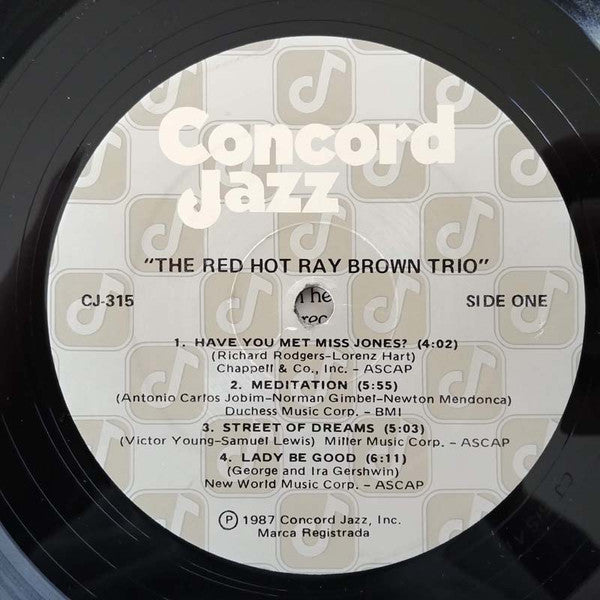 Concord
Jazz
"THE RED HOT RAY BROWN TRIO"
CJ-315
SIDE ONE
The
rec
1. HAVE YOU MET MISS JONES? (4:02)
(Richard Rodgers-Lorenz Hart)
Chappell & Co., Inc. - ASCAP
2. MEDITATION (5:55)
(Antonio Carlos Jobim-Norman Gimbel-Newton Mendonca)
Duchess Music Corp. - BMI
3. STREET OF DREAMS (5:03)
(Victor Young-Samuel Lewis) Miller Music Corp. - ASCAP
4. LADY BE GOOD (6:11)
(George and Ira Gershwin)
New World Music Corp. - ASCAP
Ⓟ 1987 Concord Jazz, Inc.
Marca Registrada